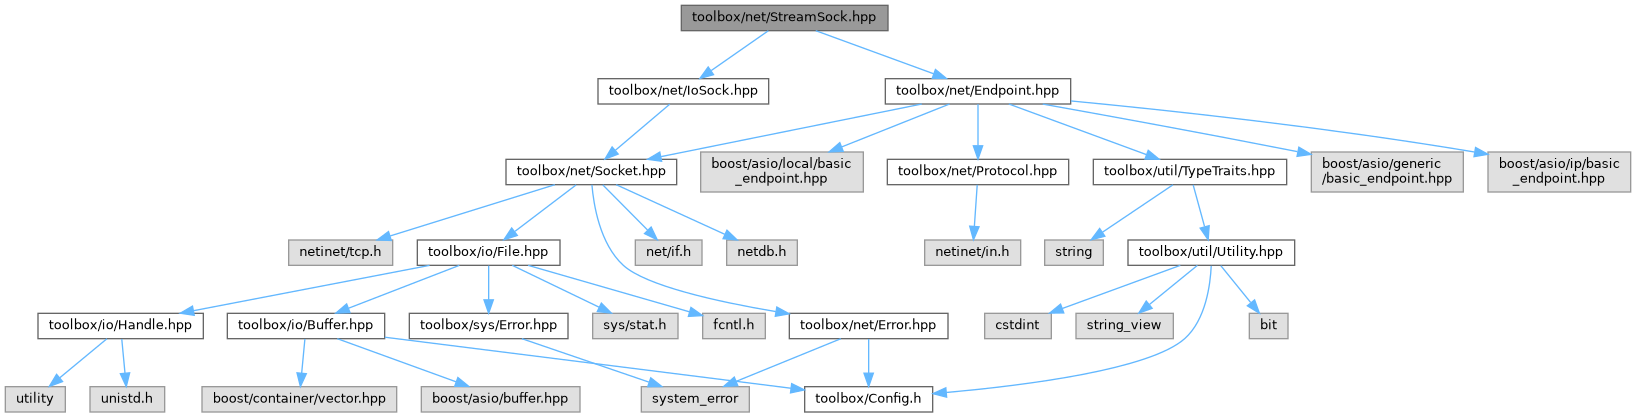 toolbox/net/StreamSock.hpp
toolbox/net/IoSock.hpp
toolbox/net/Endpoint.hpp
toolbox/net/Socket.hpp
boost/asio/local/basic
_endpoint.hpp
toolbox/net/Protocol.hpp
toolbox/util/TypeTraits.hpp
boost/asio/generic
/basic_endpoint.hpp
boost/asio/ip/basic
_endpoint.hpp
netinet/tcp.h
toolbox/io/File.hpp
net/if.h
netdb.h
netinet/in.h
string
toolbox/util/Utility.hpp
toolbox/io/Handle.hpp
toolbox/io/Buffer.hpp
toolbox/sys/Error.hpp
sys/stat.h
fcntl.h
toolbox/net/Error.hpp
cstdint
string_view
bit
utility
unistd.h
boost/container/vector.hpp
boost/asio/buffer.hpp
system_error
toolbox/Config.h